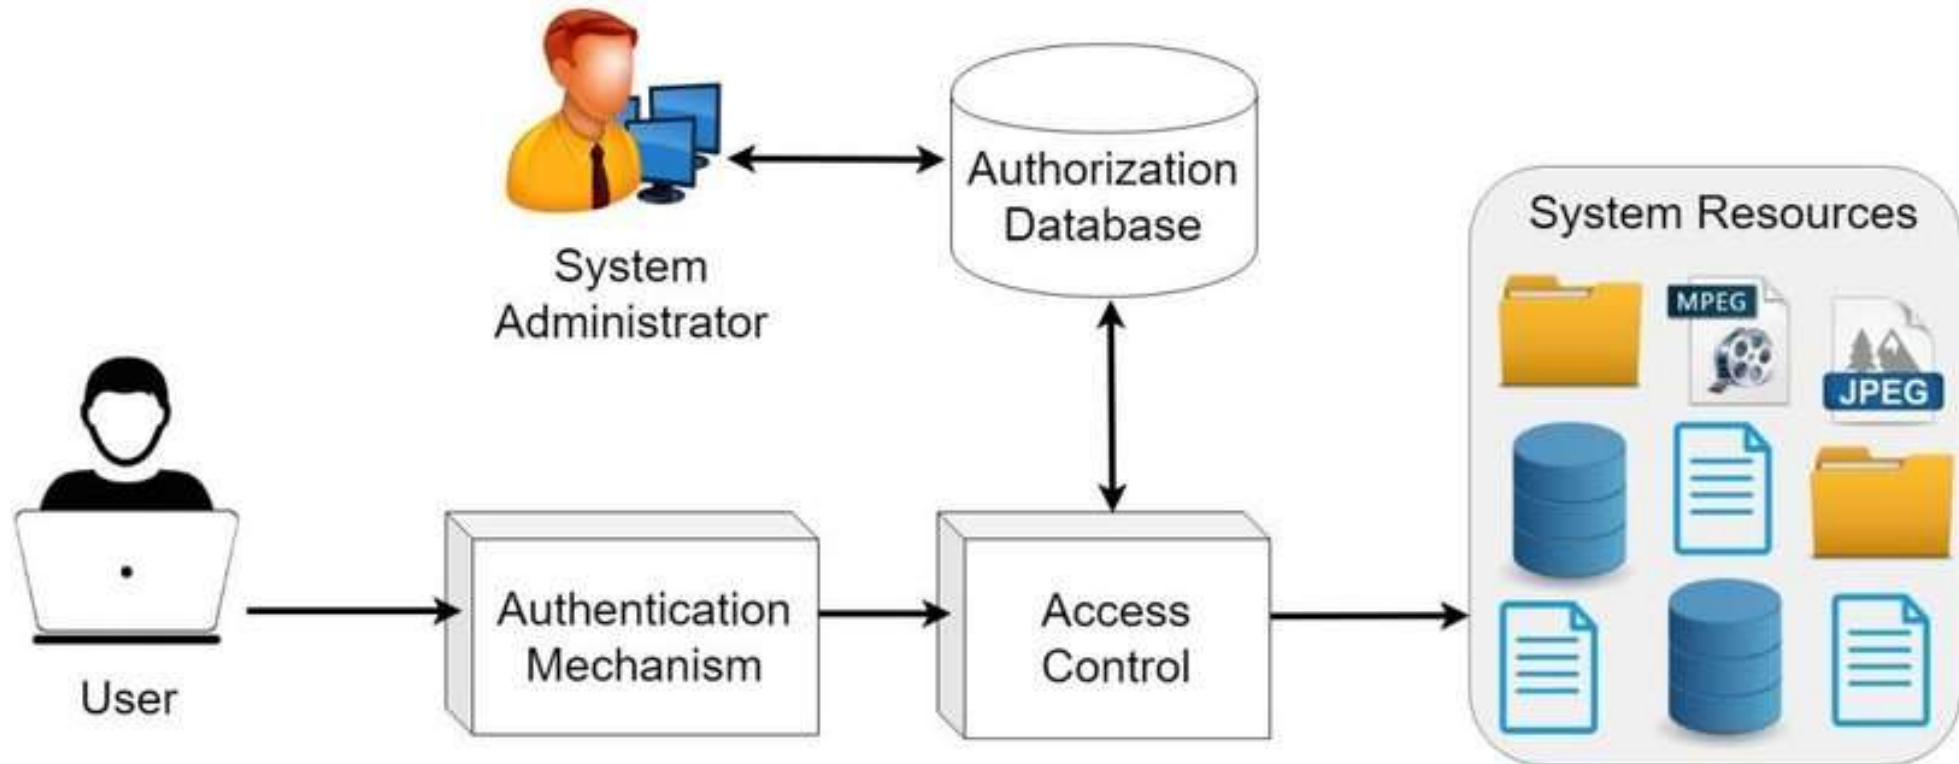 System
Administrator
Authorization
Database
System Resources
MPEG
JPEG
User
Authentication
Mechanism
Access
Control